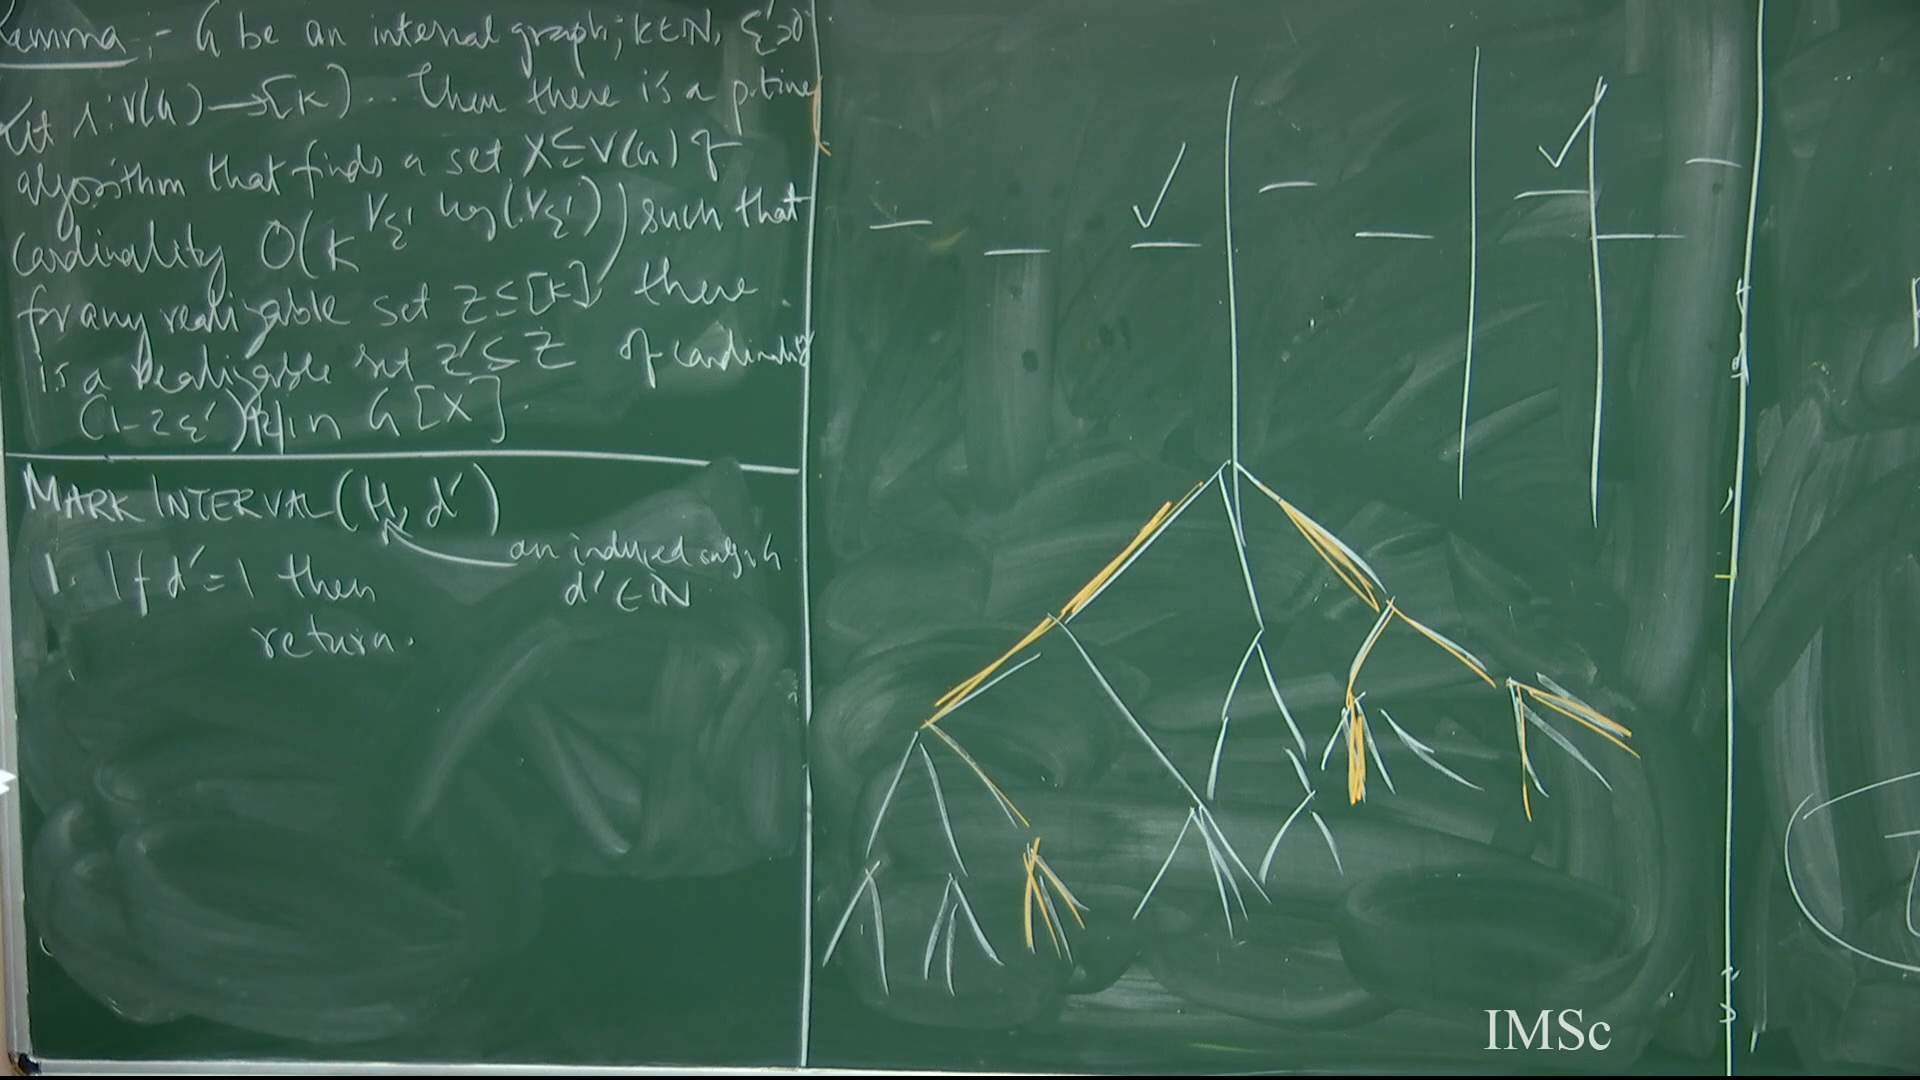 Lemma :- G be an interval graph; k∈ℕ, ε'>0
Let λ: V(G) → [k]. Then there is a p-time
algorithm that finds a set X ⊆ V(G) of
cardinality O(k^{1/ε' log(1/ε')}) such that
for any realizable set Z ⊆ [k], there
is a realizable set Z' ⊆ Z of cardinality
(1-2ε')|Z| in G[X]
MARK INTERVAL (H, d')
1. If d'=1 then
return.
an induced
d' ∈ ℕ
IMSc